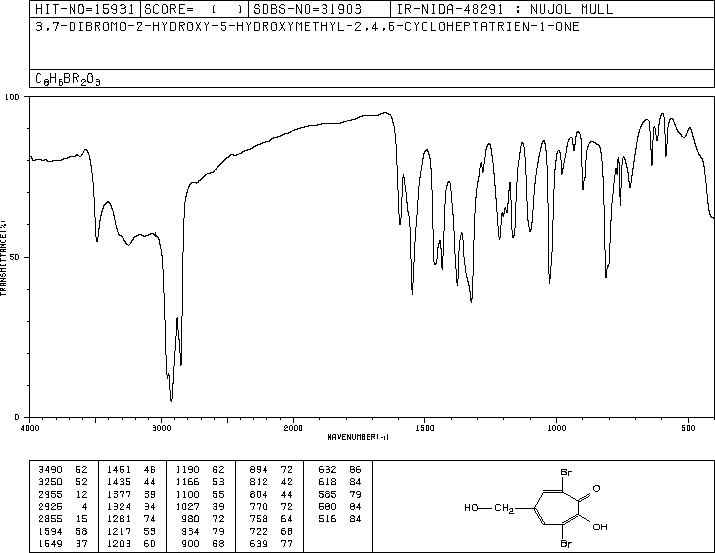 HIT-NO=15931 SCORE= ( ) SDBS-NO=31903 IR-NIDA-48291 : NUJOL MULL
3,7-DIBROMO-2-HYDROXY-5-HYDROXYMETHYL-2,4,6-CYCLOHEPTATRIEN-1-ONE
C8H6BR2O3
100
50
0
TRANSMITTANCE(%)
4000 3000 2000 1500 1000 500
WAVENUMBER(-1)
3490 52 1461 46 1190 62 894 72 632 86
3250 52 1435 44 1166 53 812 42 618 84
2955 12 1377 39 1100 55 804 44 585 79
2925 4 1324 34 1027 39 770 72 580 84
2855 15 1281 74 980 72 758 64 516 84
1594 58 1217 53 934 79 722 68
1549 37 1203 60 900 68 639 77
Br
O
HO-CH2
OH
Br